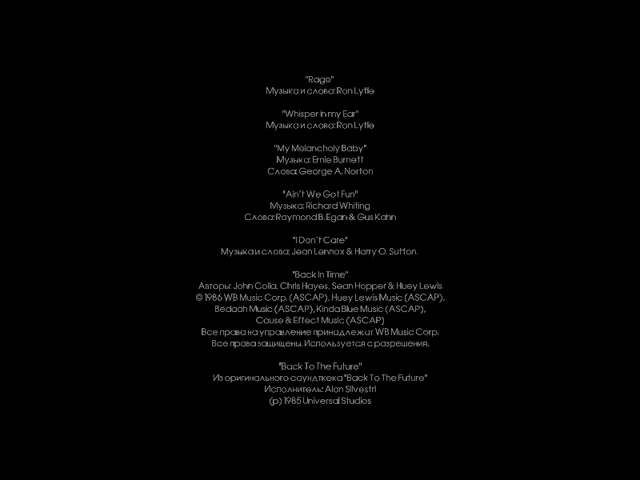 "Rage"
Музыка и слова: Ron Lytle
"Whisper in my Ear"
Музыка и слова: Ron Lytle
"My Melancholy Baby"
Музыка: Ernie Burnett
Слова: George A. Norton
"Ain't We Got Fun"
Музыка: Richard Whiting
Слова: Raymond B. Egan & Gus Kahn
"I Don't Care"
Музыка и слова: Jean Lennox & Harry O. Sutton.
"Back In Time"
Авторы: John Colla, Chris Hayes, Sean Hopper & Huey Lewis
© 1986 WB Music Corp. (ASCAP), Huey Lewis Music (ASCAP),
Bedach Music (ASCAP), Kinda Blue Music (ASCAP),
Cause & Effect Music (ASCAP)
Все права на управление принадлежат WB Music Corp.
Все права защищены. Используется с разрешения.
"Back To The Future"
Из оригинального саундткека "Back To The Future"
Исполнитель: Alan Silvestri
(p) 1985 Universal Studios